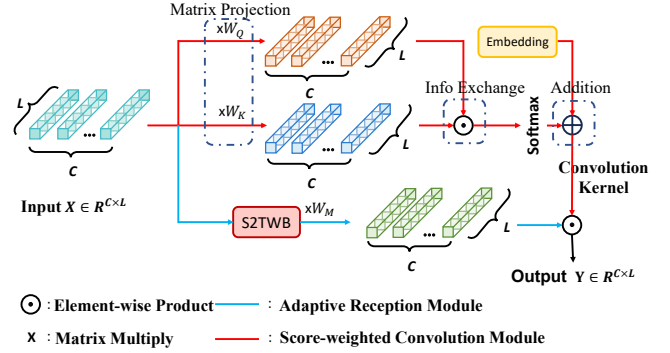 Matrix Projection
xW_Q
Embedding
...
C
L
Info Exchange
Addition
L
xW_K
Softmax
...
C
...
C
L
Convolution
Kernel
Input X ∈ R^{C×L}
S2TWB
xW_M
...
C
L
Output Y ∈ R^{C×L}
: Element-wise Product
: Adaptive Reception Module
x : Matrix Multiply
: Score-weighted Convolution Module